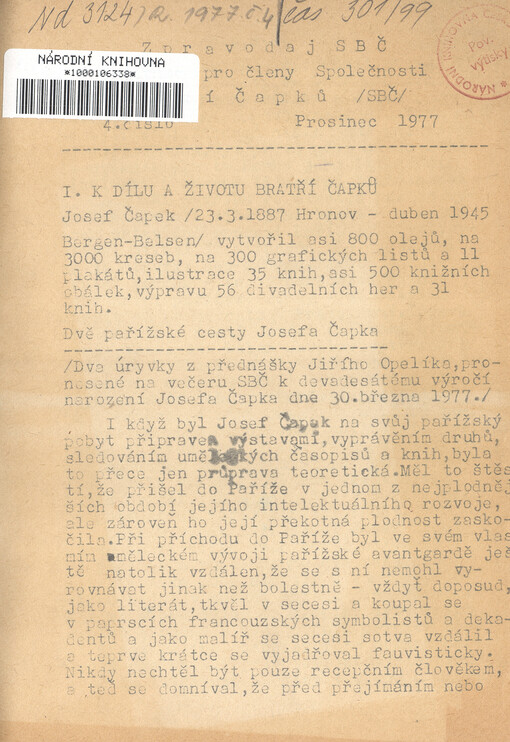 Nd 3124/R. 1977 č.4 čas 301/99
NÁRODNÍ KNIHOVNA
*1000106338*
NÁRODNÍ KNIHOVNA
Pov. výtisk
Zpravodaj SBČ
pro členy Společnosti
í Čapků /SBČ/
4.číslo Prosinec 1977
I. K DÍLU A ŽIVOTU BRATŘÍ ČAPKŮ
Josef Čapek /23.3.1887 Hronov - duben 1945
Bergen-Belsen/ vytvořil asi 800 olejů, na
3000 kreseb, na 300 grafických listů a 11
plakátů,ilustrace 35 knih,asi 500 knižních
obálek,výpravu 56 divadelních her a 31
knih.
Dvě pařížské cesty Josefa Čapka
/Dva úryvky z přednášky Jiřího Opelíka,pro-
nesené na večeru SBČ k devadesátému výročí
narození Josefa Čapka dne 30.března 1977./
I když byl Josef Čapek na svůj pařížský
pobyt připraven výstavami,vyprávěním druhů,
sledováním uměleckých časopisů a knih,byla
to přece jen průprava teoretická.Měl to štěs
tí,že přišel do Paříže v jednom z nejplodněj
ších období jejího intelektuálního rozvoje,
ale zároveň ho její překotná plodnost zasko-
čila.Při příchodu do Paříže byl ve svém vlas
mím uměleckém vývoji pařížské avantgardě ješ
tě natolik vzdálen,že se s ní nemohl vy-
rovnávat jinak než bolestně - vždyť doposud,
jako literát,tkvěl v secesi a koupal se
v paprscích francouzských symbolistů a deka-
dentů a jako malíř se secesi sotva vzdálil
a teprve krátce se vyjadřoval fauvisticky.
Nikdy nechtěl být pouze recepčním člověkem,
a teď se domníval,že před přejímáním nebo